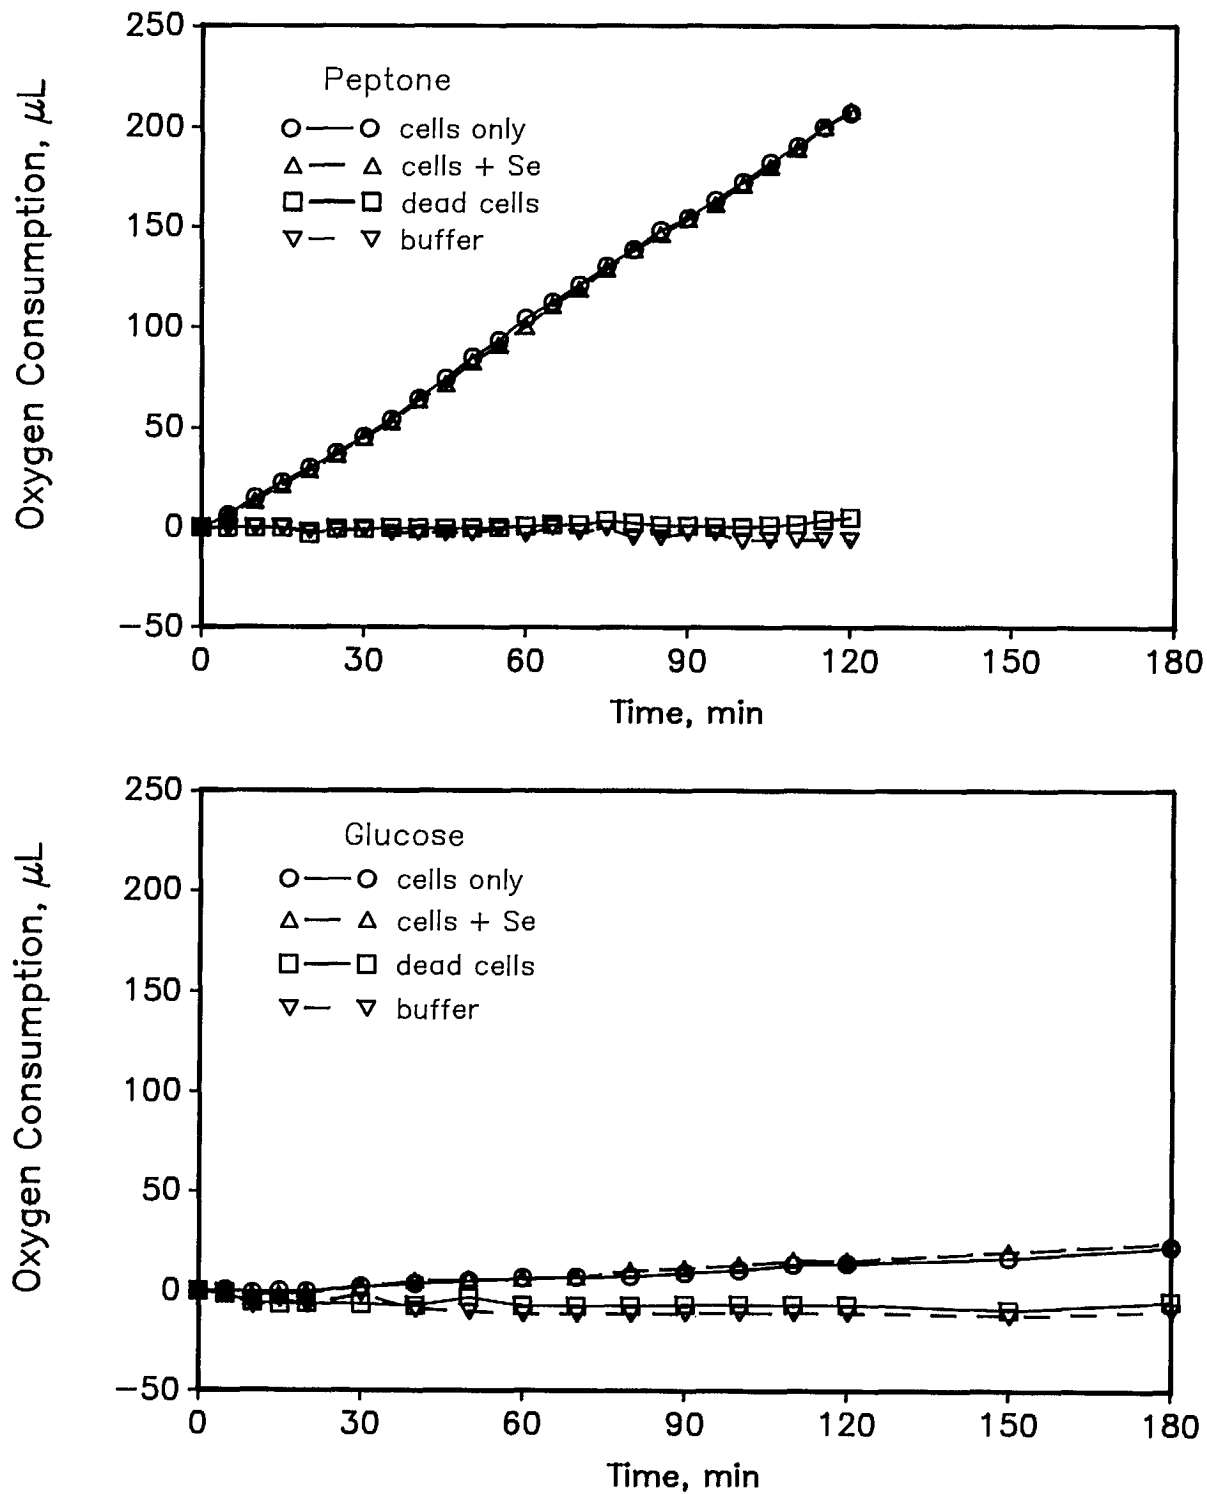 250
200
150
100
50
0
−50
Oxygen Consumption, μL
Peptone
cells only
cells + Se
dead cells
buffer
0 30 60 90 120 150 180
Time, min
250
200
150
100
50
0
−50
Oxygen Consumption, μL
Glucose
cells only
cells + Se
dead cells
buffer
0 30 60 90 120 150 180
Time, min